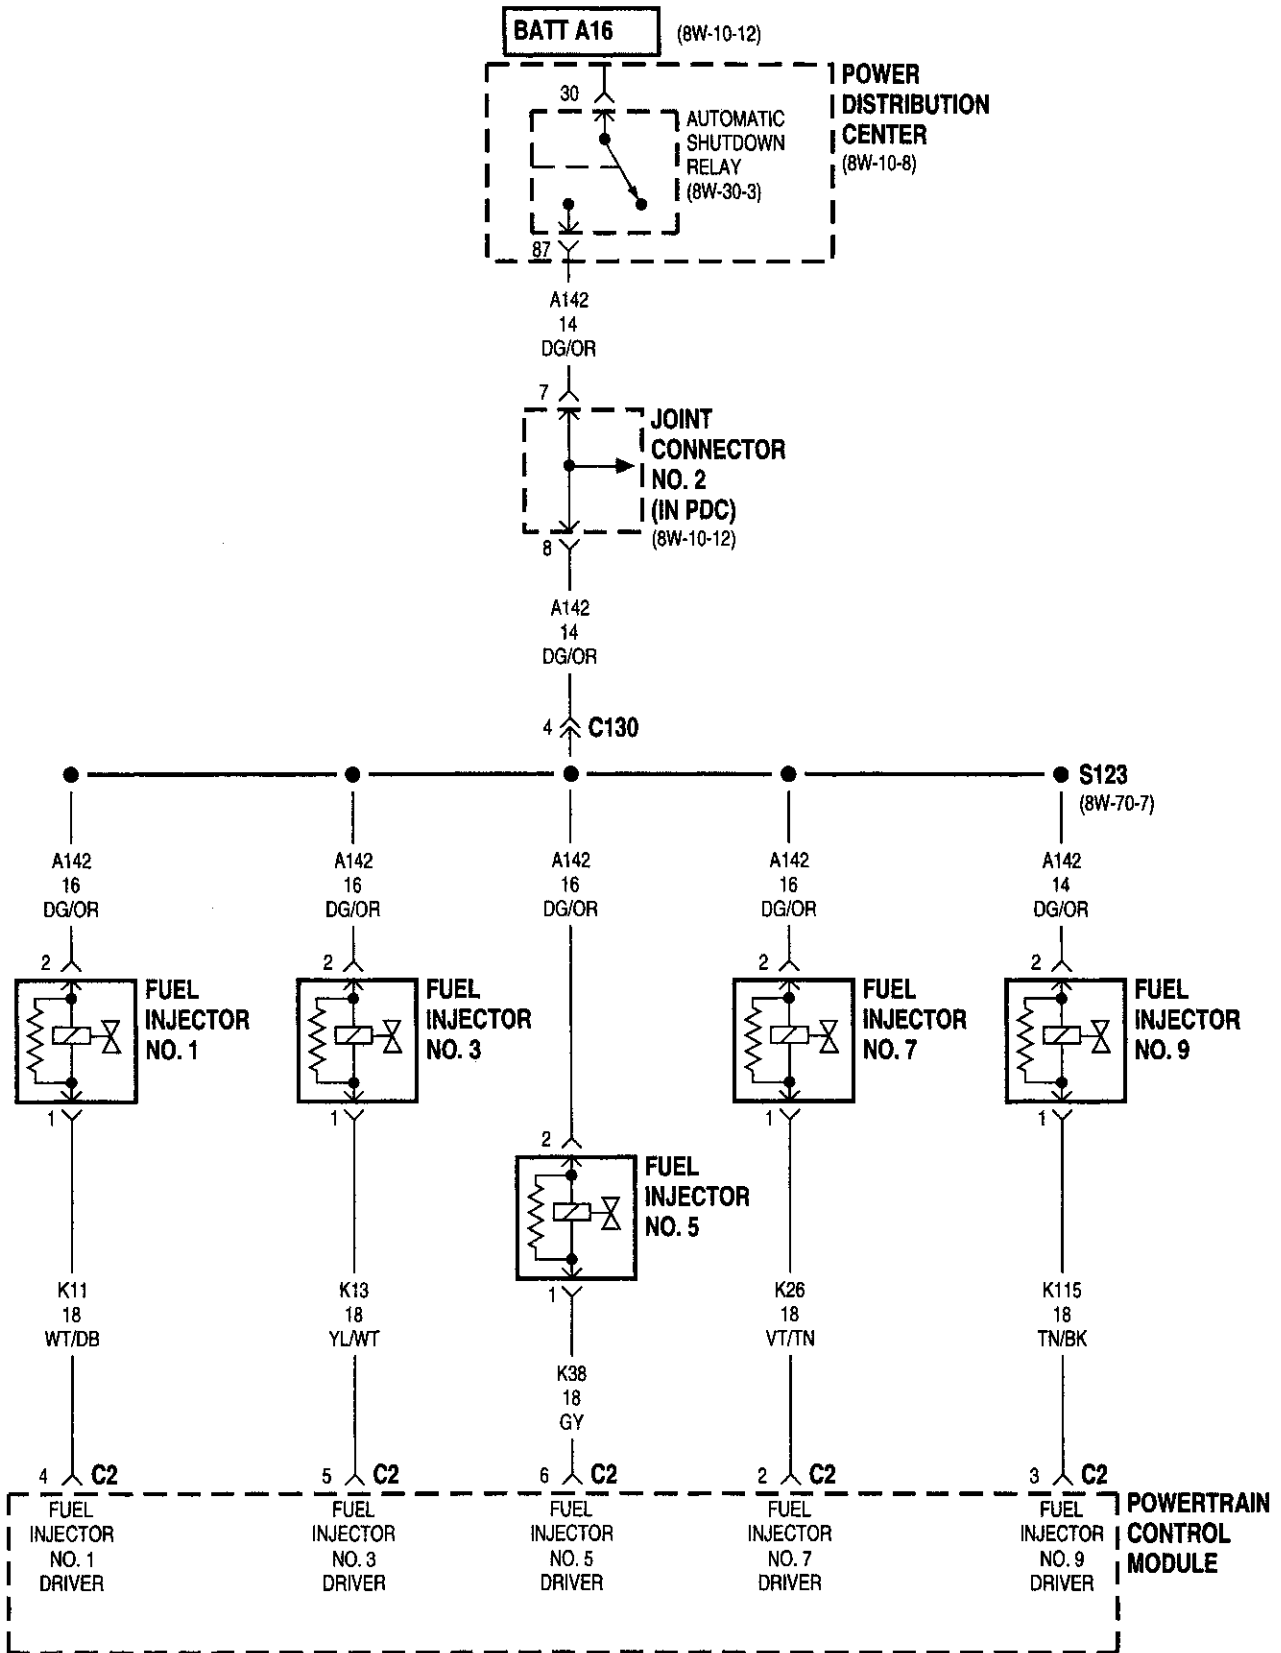 BATT A16
(8W-10-12)
POWER
DISTRIBUTION
CENTER
(8W-10-8)
30
AUTOMATIC
SHUTDOWN
RELAY
(8W-30-3)
87
A142
14
DG/OR
7
JOINT
CONNECTOR
NO. 2
(IN PDC)
(8W-10-12)
8
A142
14
DG/OR
4
C130
S123
(8W-70-7)
A142
16
DG/OR
A142
16
DG/OR
A142
16
DG/OR
A142
16
DG/OR
A142
14
DG/OR
2
FUEL
INJECTOR
NO. 1
1
2
FUEL
INJECTOR
NO. 3
1
2
FUEL
INJECTOR
NO. 5
1
2
FUEL
INJECTOR
NO. 7
1
2
FUEL
INJECTOR
NO. 9
1
K11
18
WT/DB
K13
18
YL/WT
K38
18
GY
K26
18
VT/TN
K115
18
TN/BK
4 C2
5 C2
6 C2
2 C2
3 C2
FUEL
INJECTOR
NO. 1
DRIVER
FUEL
INJECTOR
NO. 3
DRIVER
FUEL
INJECTOR
NO. 5
DRIVER
FUEL
INJECTOR
NO. 7
DRIVER
FUEL
INJECTOR
NO. 9
DRIVER
POWERTRAIN
CONTROL
MODULE